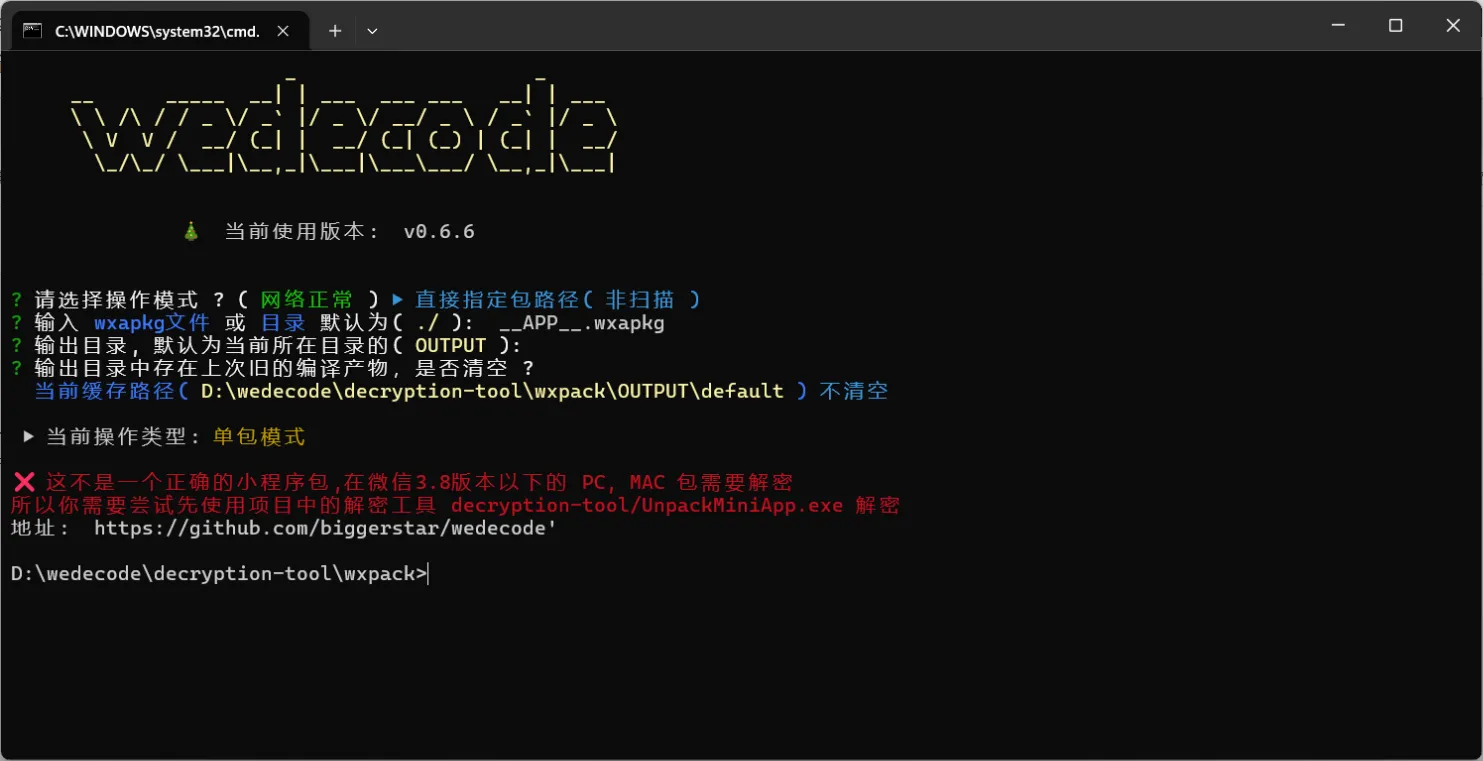 C:\WINDOWS\system32\cmd.
wedecode
当前使用版本: v0.6.6
? 请选择操作模式 ? ( 网络正常 ) ▶ 直接指定包路径( 非扫描 )
? 输入 wxapkg文件 或 目录 默认为( ./ ): __APP__.wxapkg
? 输出目录, 默认为当前所在目录的( OUTPUT ):
? 输出目录中存在上次旧的编译产物, 是否清空 ?
当前缓存路径( D:\wedecode\decryption-tool\wxpack\OUTPUT\default ) 不清空
▶ 当前操作类型: 单包模式
❌ 这不是一个正确的小程序包,在微信3.8版本以下的 PC, MAC 包需要解密
所以你需要尝试先使用项目中的解密工具 decryption-tool/UnpackMiniApp.exe 解密
地址: https://github.com/biggerstar/wedecode'
D:\wedecode\decryption-tool\wxpack>